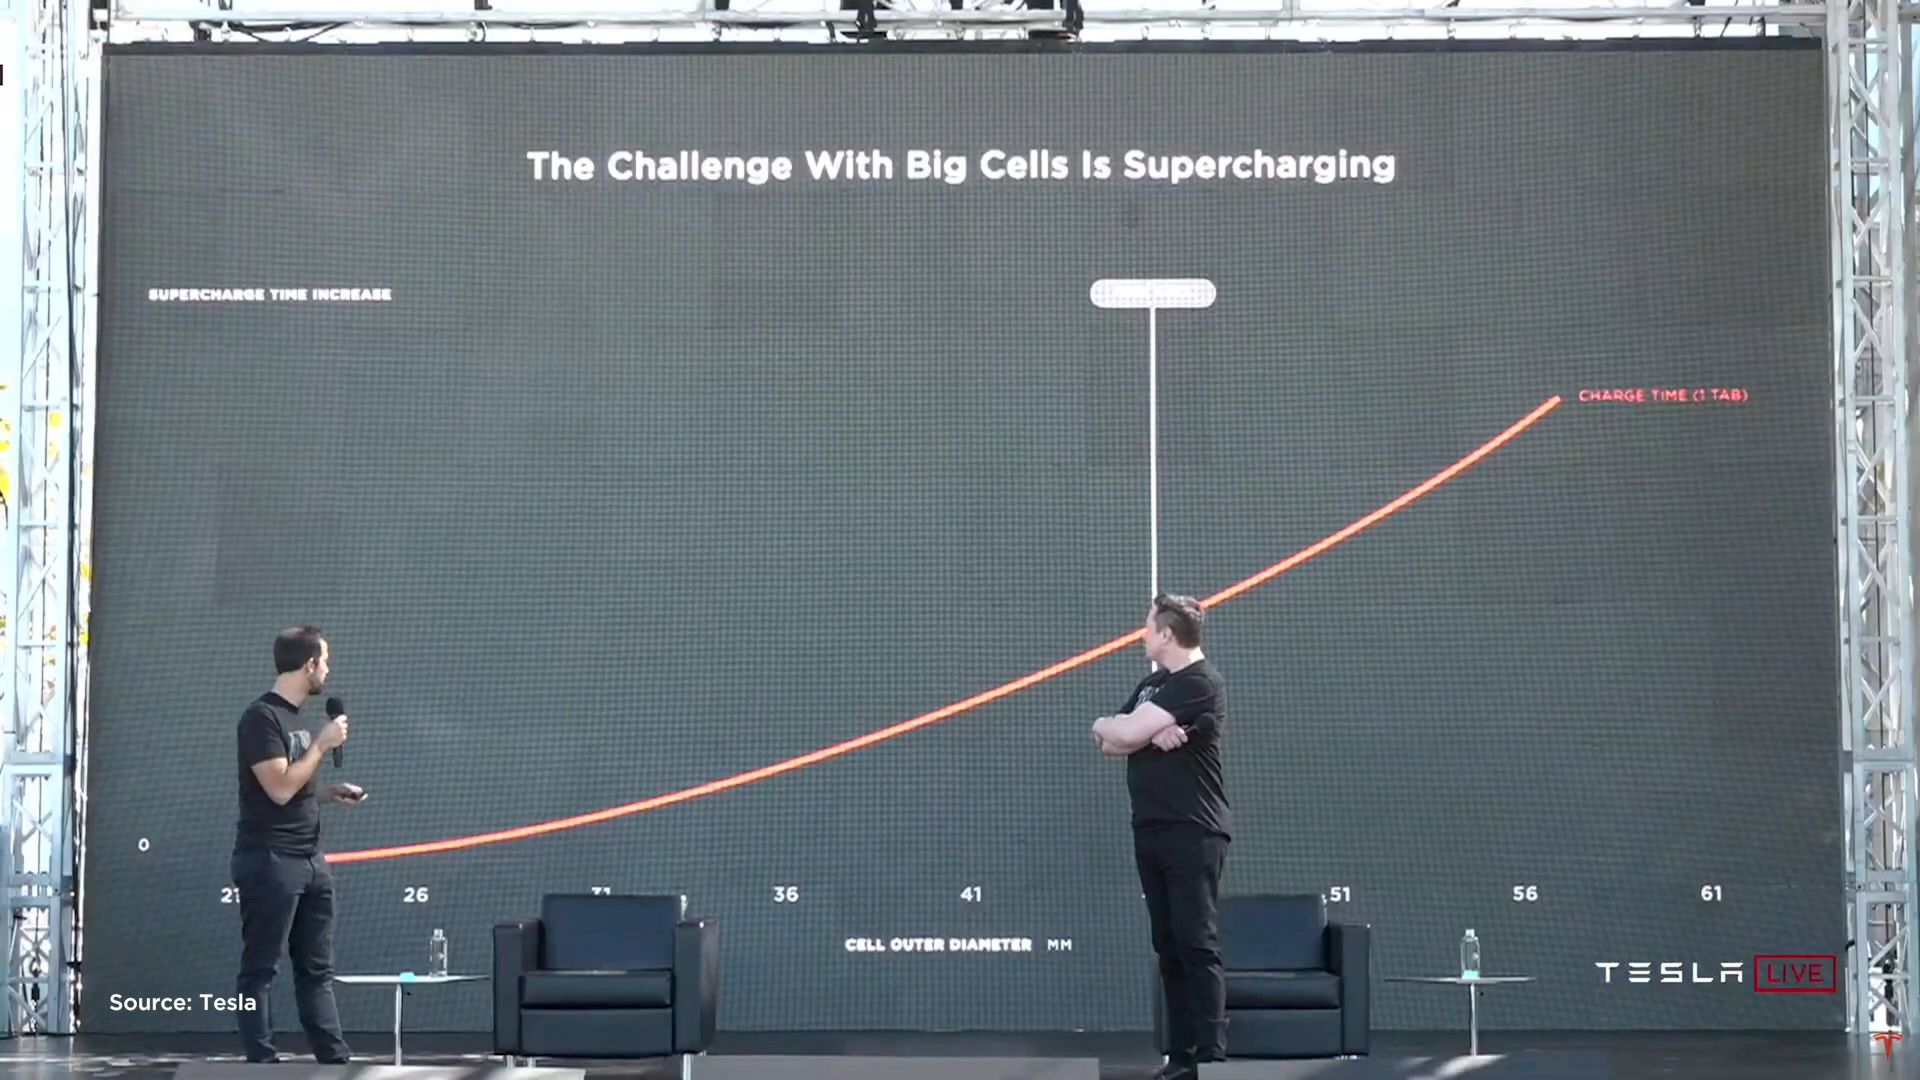 The Challenge With Big Cells Is Supercharging
SUPERCHARGE TIME INCREASE
CHARGE TIME (1 TAB)
0
26
36
41
51
56
61
CELL OUTER DIAMETER MM
TESLA LIVE
Source: Tesla